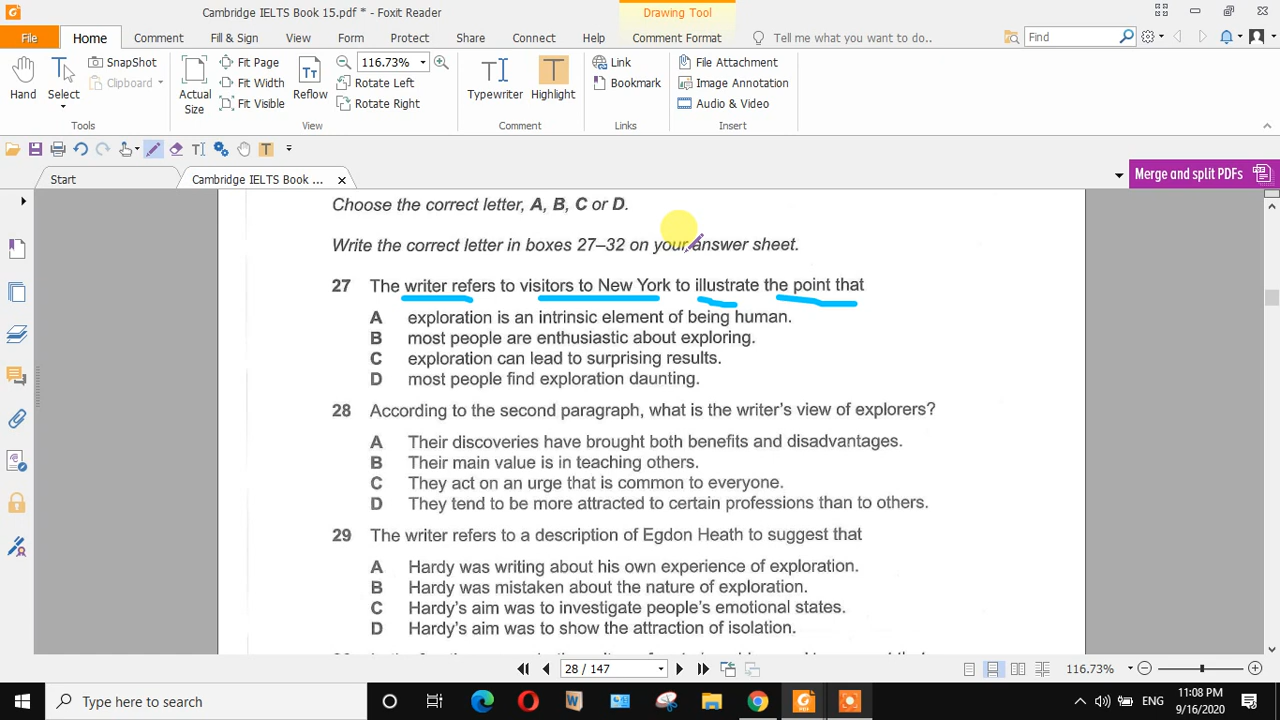 Cambridge IELTS Book 15.pdf * - Foxit Reader
Drawing Tool
File Home Comment Fill & Sign View Form Protect Share Connect Help Comment Format Tell me what you want to do.. Find
Hand Select SnapShot Clipboard Actual Size Fit Page Fit Width Fit Visible Reflow 116.73% Rotate Left Rotate Right Typewriter Highlight Link Bookmark File Attachment Image Annotation Audio & Video
Tools View Comment Links Insert
Start Cambridge IELTS Book ... Merge and split PDFs
Choose the correct letter, A, B, C or D.
Write the correct letter in boxes 27–32 on your answer sheet.
27 The writer refers to visitors to New York to illustrate the point that
A exploration is an intrinsic element of being human.
B most people are enthusiastic about exploring.
C exploration can lead to surprising results.
D most people find exploration daunting.
28 According to the second paragraph, what is the writer's view of explorers?
A Their discoveries have brought both benefits and disadvantages.
B Their main value is in teaching others.
C They act on an urge that is common to everyone.
D They tend to be more attracted to certain professions than to others.
29 The writer refers to a description of Egdon Heath to suggest that
A Hardy was writing about his own experience of exploration.
B Hardy was mistaken about the nature of exploration.
C Hardy's aim was to investigate people's emotional states.
D Hardy's aim was to show the attraction of isolation.
28 / 147 116.73%
Type here to search ENG 11:08 PM
9/16/2020